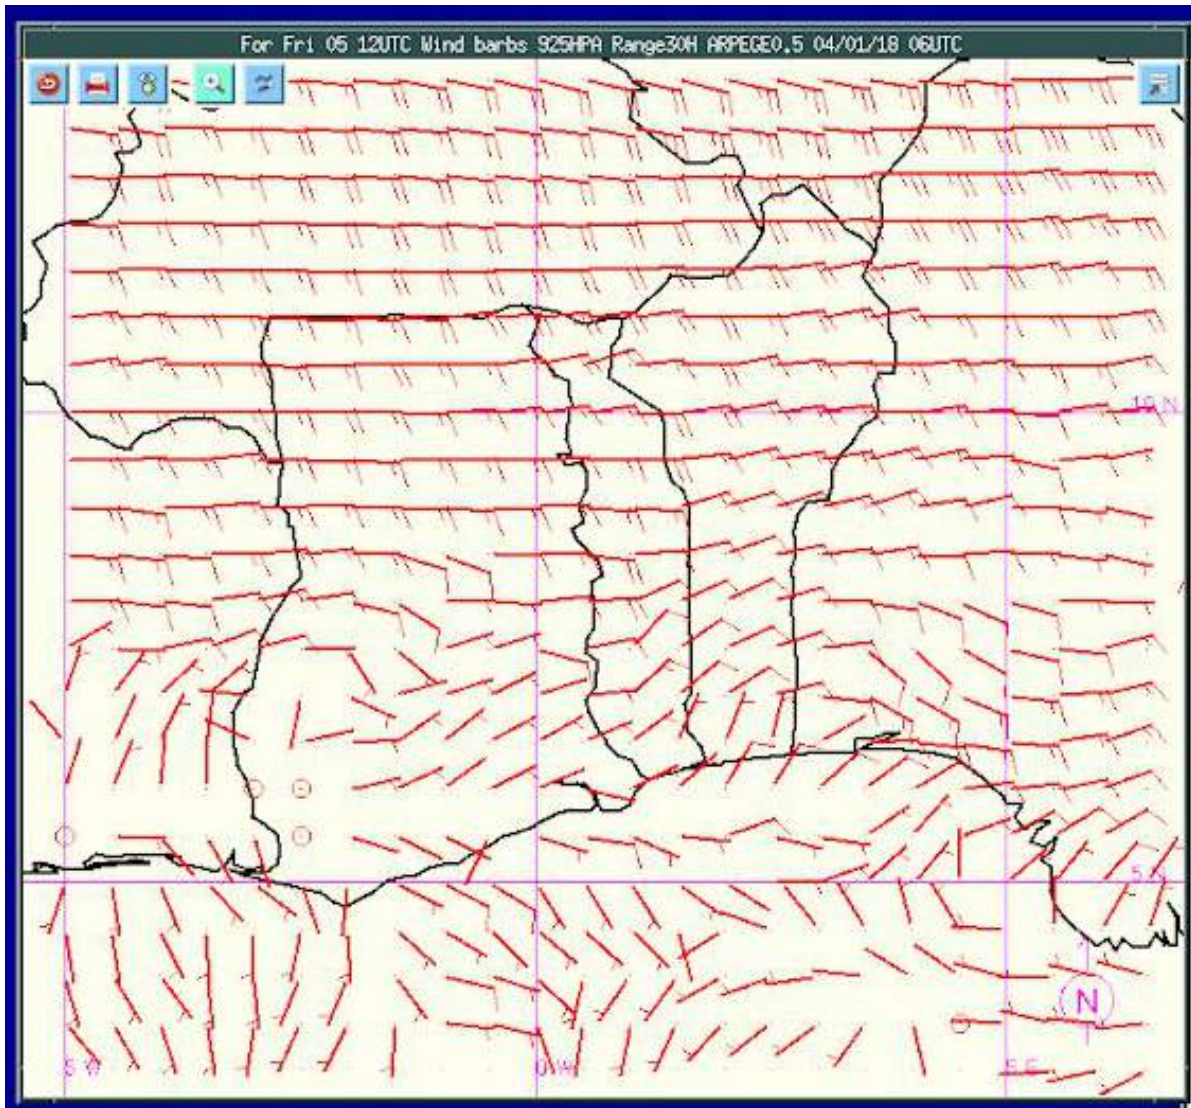 For Fri 05 12UTC Wind barbs 925HPA Range30H ARPEGE0.5 04/01/18 06UTC
10 N
5 N
N
5 W
0 W
5 E